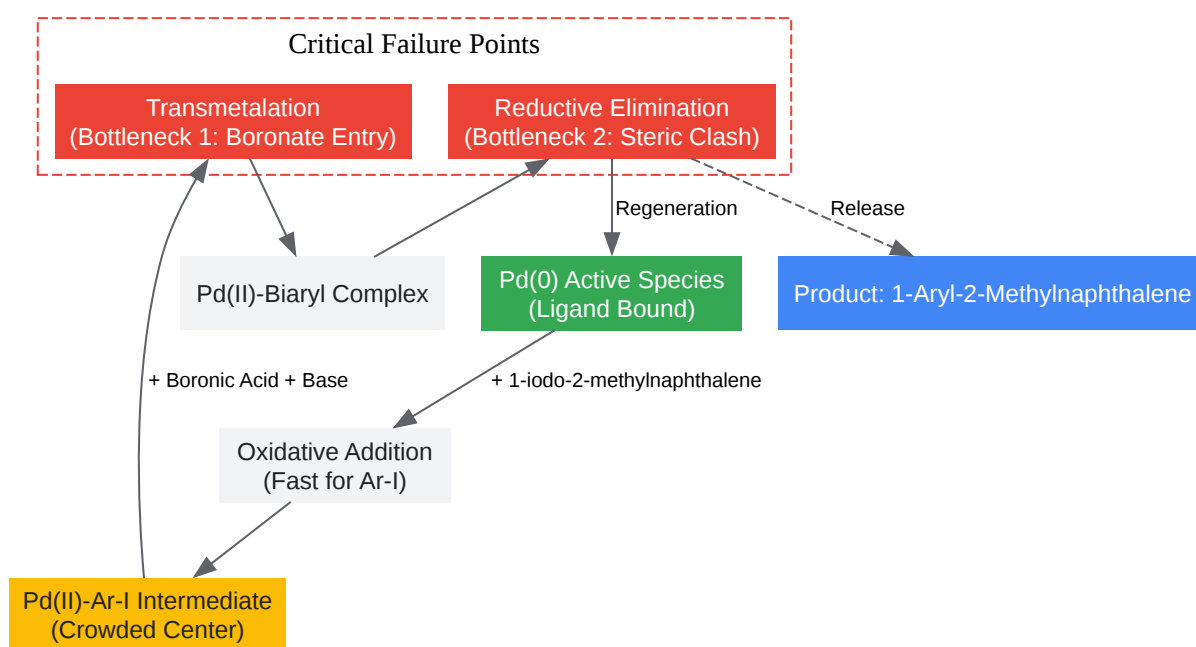 Critical Failure Points
Transmetalation
(Bottleneck 1: Boronate Entry)
Reductive Elimination
(Bottleneck 2: Steric Clash)
Regeneration
Release
Pd(II)-Biaryl Complex
Pd(0) Active Species
(Ligand Bound)
Product: 1-Aryl-2-Methylnaphthalene
+ Boronic Acid + Base
+ 1-iodo-2-methylnaphthalene
Oxidative Addition
(Fast for Ar-I)
Pd(II)-Ar-I Intermediate
(Crowded Center)